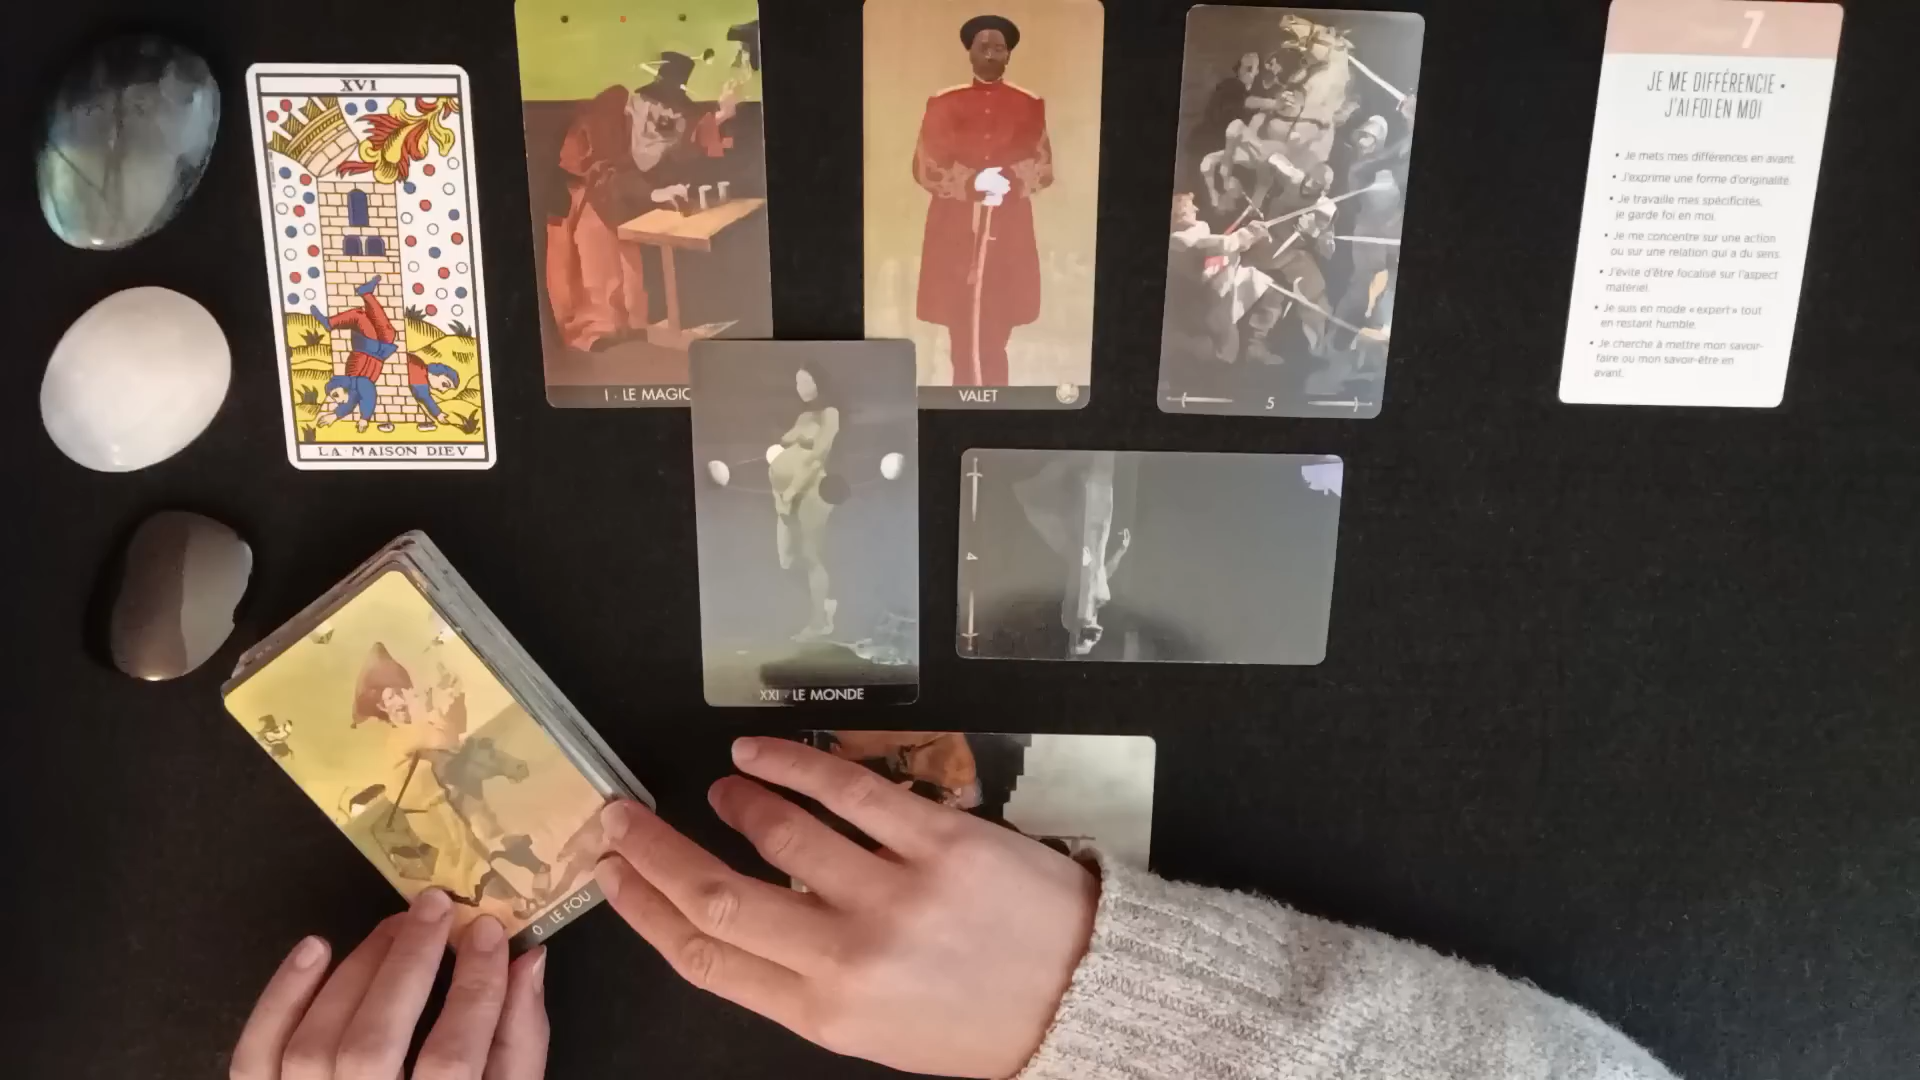 XVI
LA·MAISON DIEV
I · LE MAGIC
VALET
5
7
JE ME DIFFÉRENCIE •
J'AI FOI EN MOI
• Je mets mes différences en avant.
• J'exprime une forme d'originalité.
• Je travaille mes spécificités,
je garde foi en moi.
• Je me concentre sur une action
ou sur une relation qui a du sens.
• J'évite d'être focalisé sur l'aspect
matériel.
• Je suis en mode «expert» tout
en restant humble.
• Je cherche à mettre mon savoir-
faire ou mon savoir-être en
avant.
XXI · LE MONDE
4
0 · LE FOU